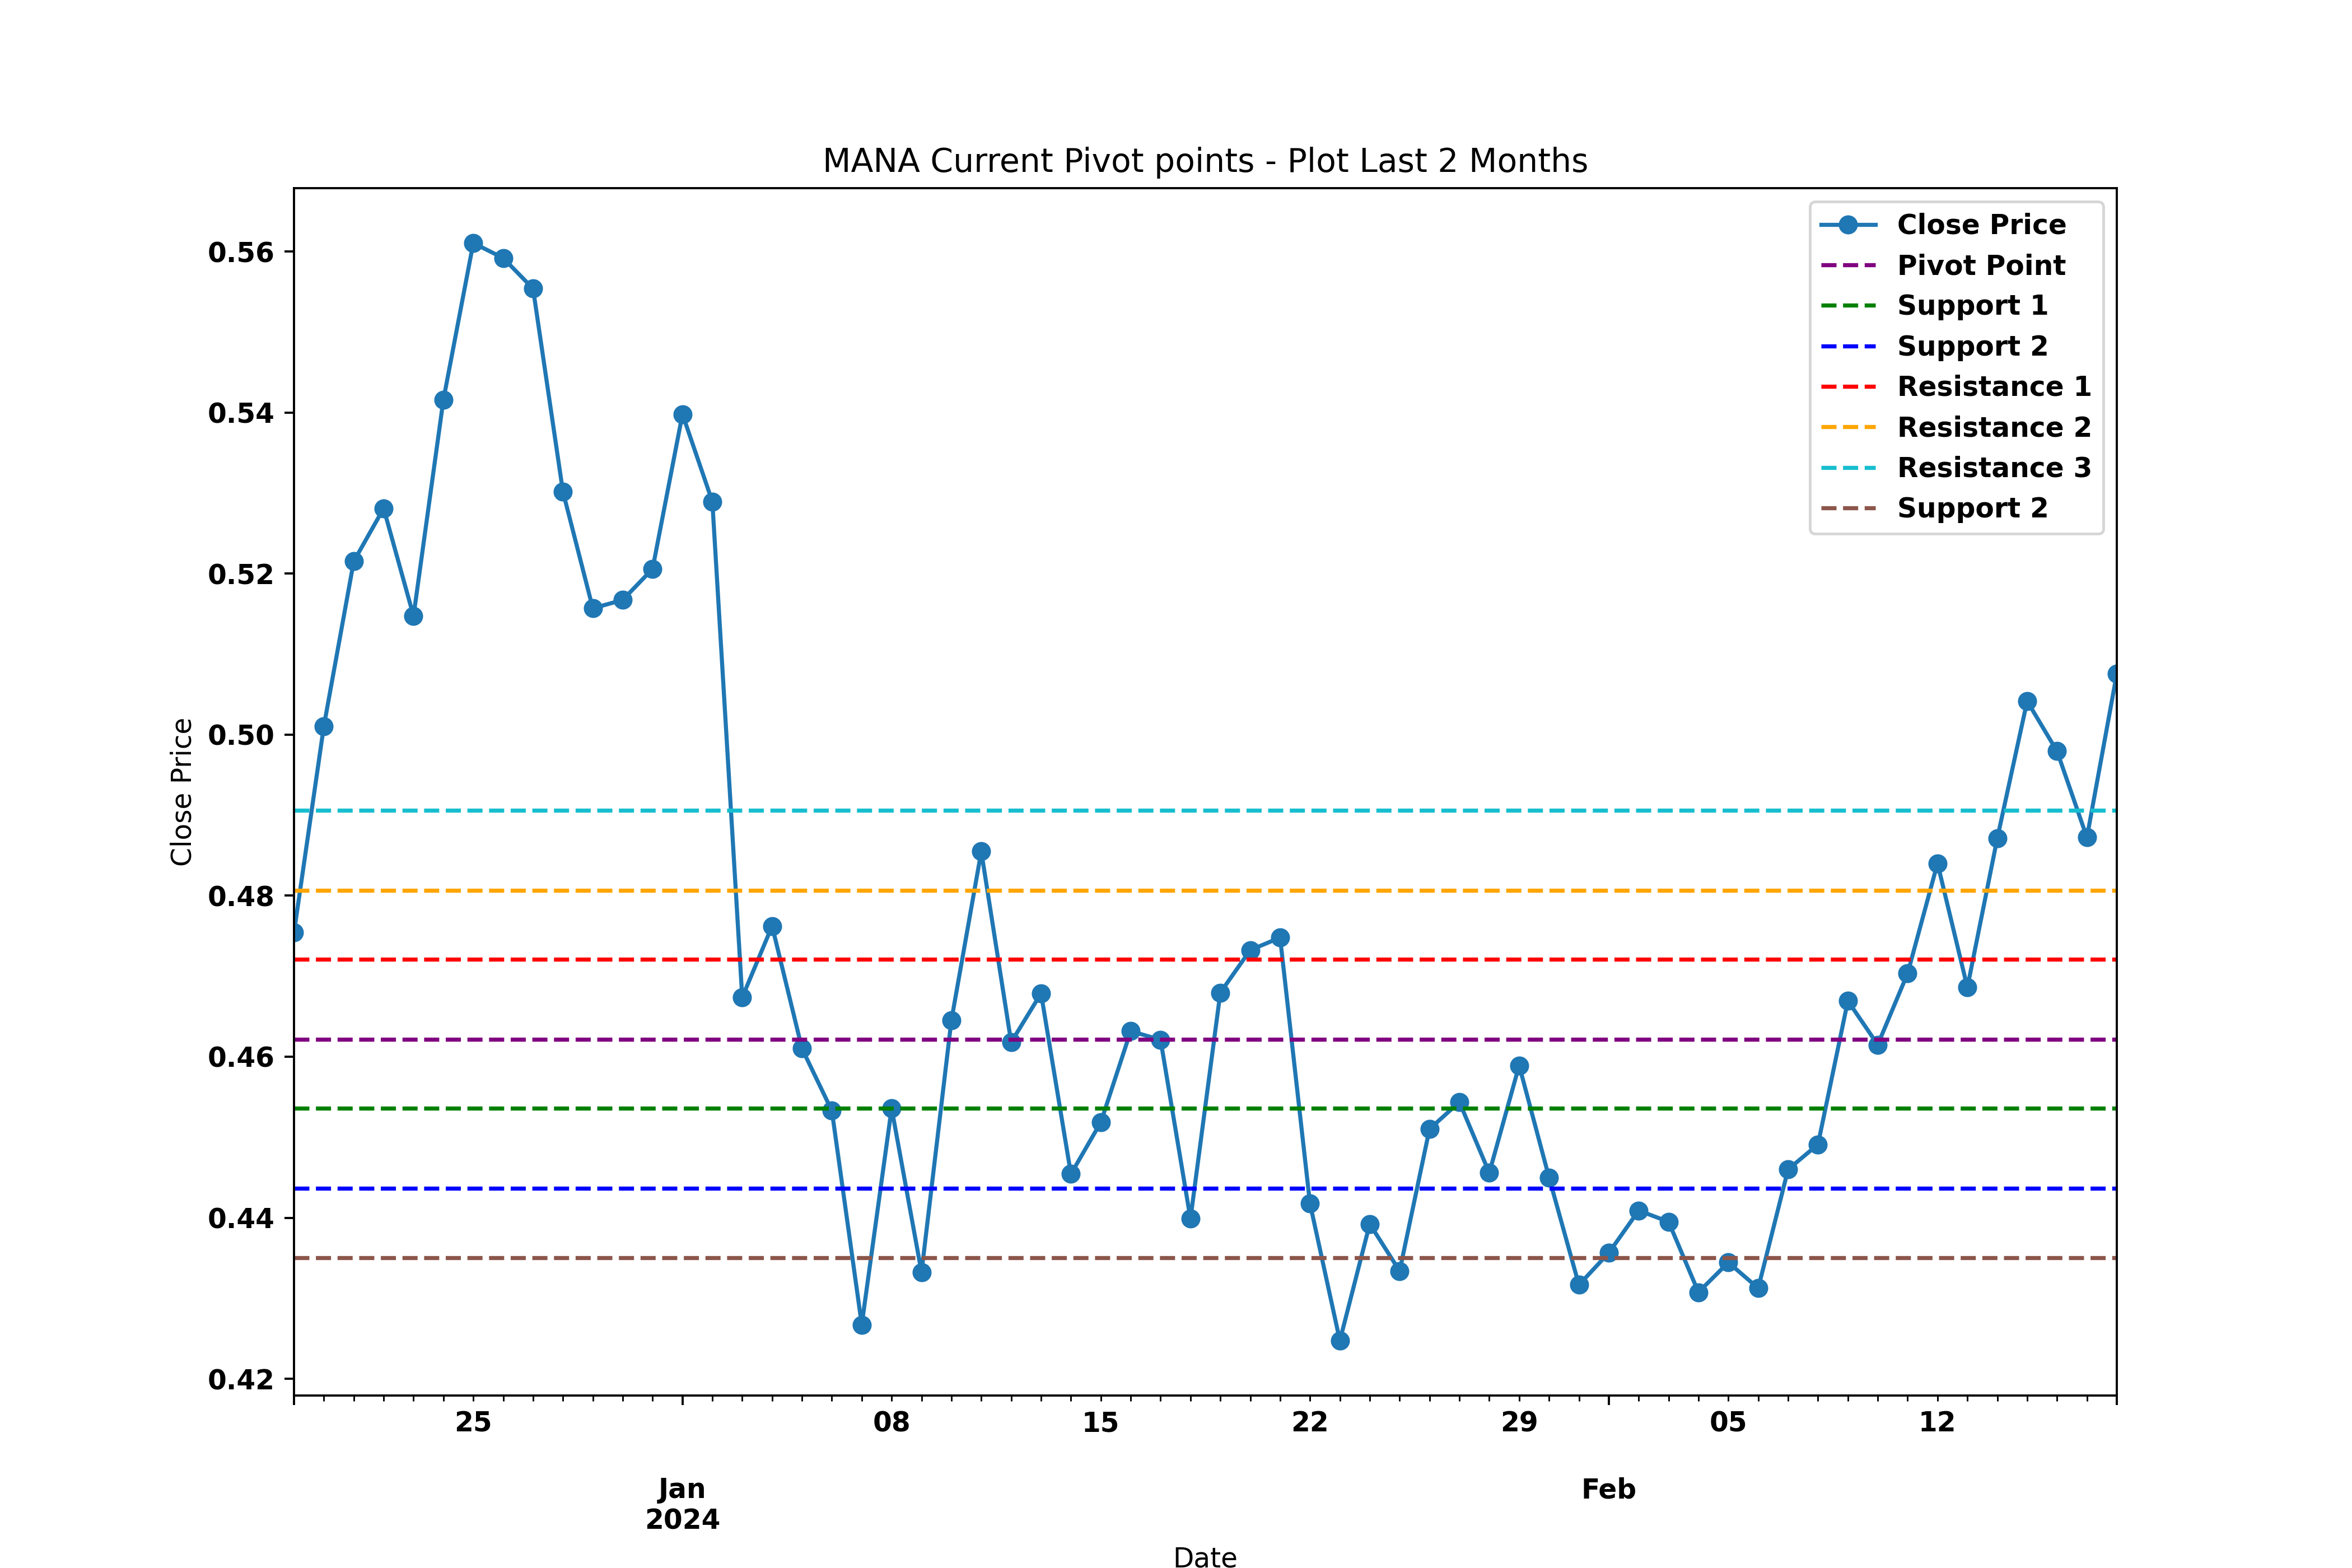 MANA Current Pivot points - Plot Last 2 Months
Close Price
Pivot Point
Support 1
Support 2
Resistance 1
Resistance 2
Resistance 3
Support 2
0.56
0.54
0.52
0.50
0.48
0.46
0.44
0.42
Close Price
25 08 15 22 29 05 12
Jan Feb
2024
Date